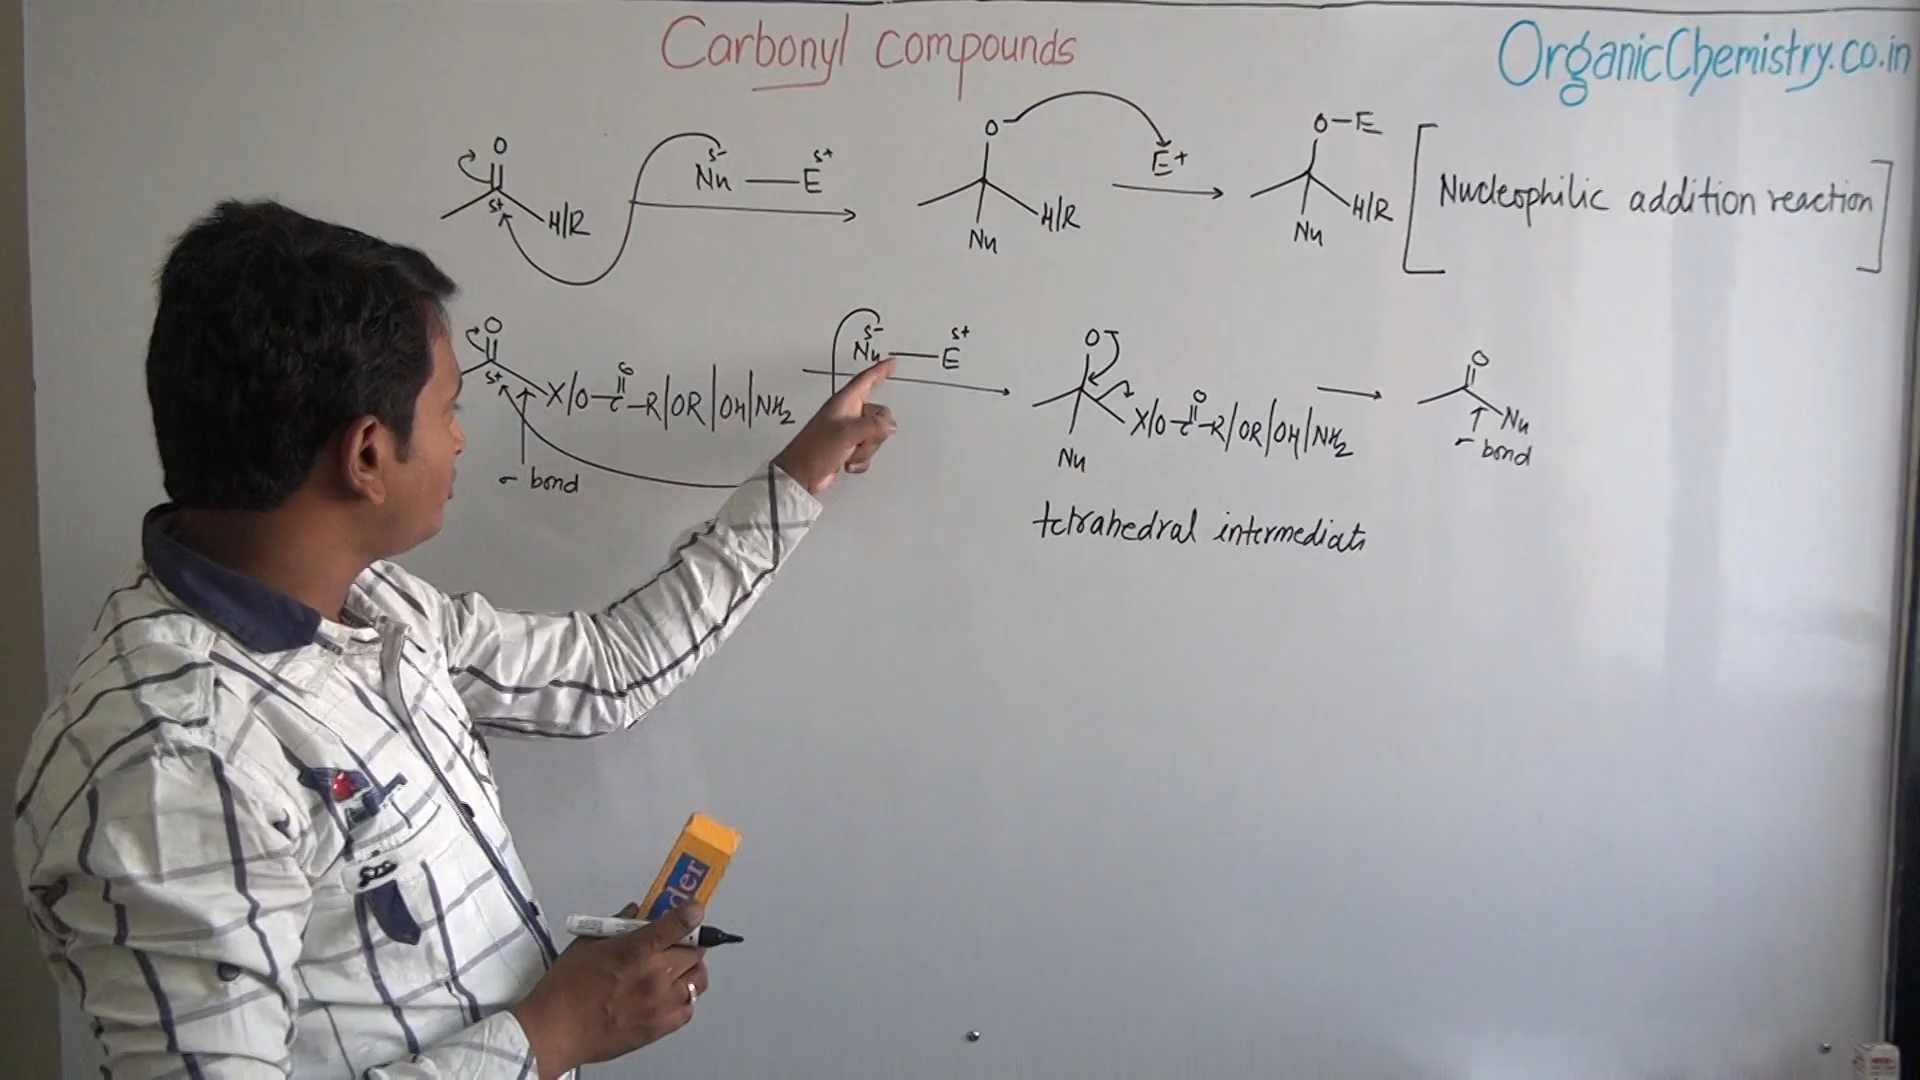 Carbonyl compounds
OrganicChemistry.co.in
O
δ+
H/R
δ-
Nu — E
δ+
O
H/R
Nu
E+
O-E
H/R
Nu
[Nucleophilic addition reaction]
O
δ+
X/O-C-R/OR/OH/NH2
O
σ bond
δ-
Nu — E
δ+
O
X/O-C-R/OR/OH/NH2
O
Nu
tetrahedral intermediate
O
Nu
σ bond
der